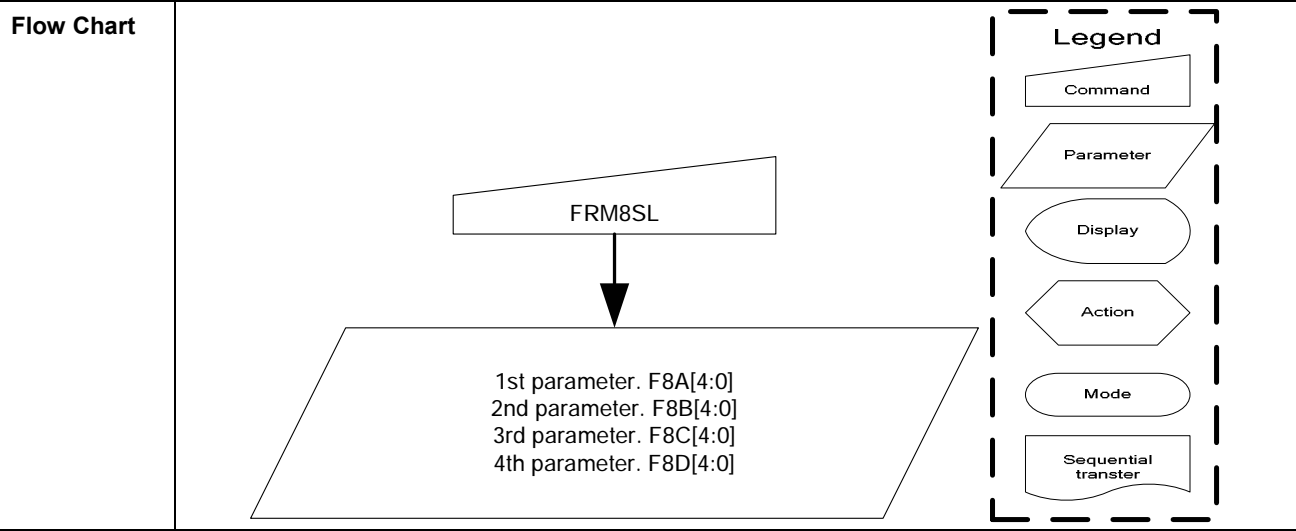 Flow Chart
FRM8SL
1st parameter. F8A[4:0]
2nd parameter. F8B[4:0]
3rd parameter. F8C[4:0]
4th parameter. F8D[4:0]
Legend
Command
Parameter
Display
Action
Mode
Sequential
transter